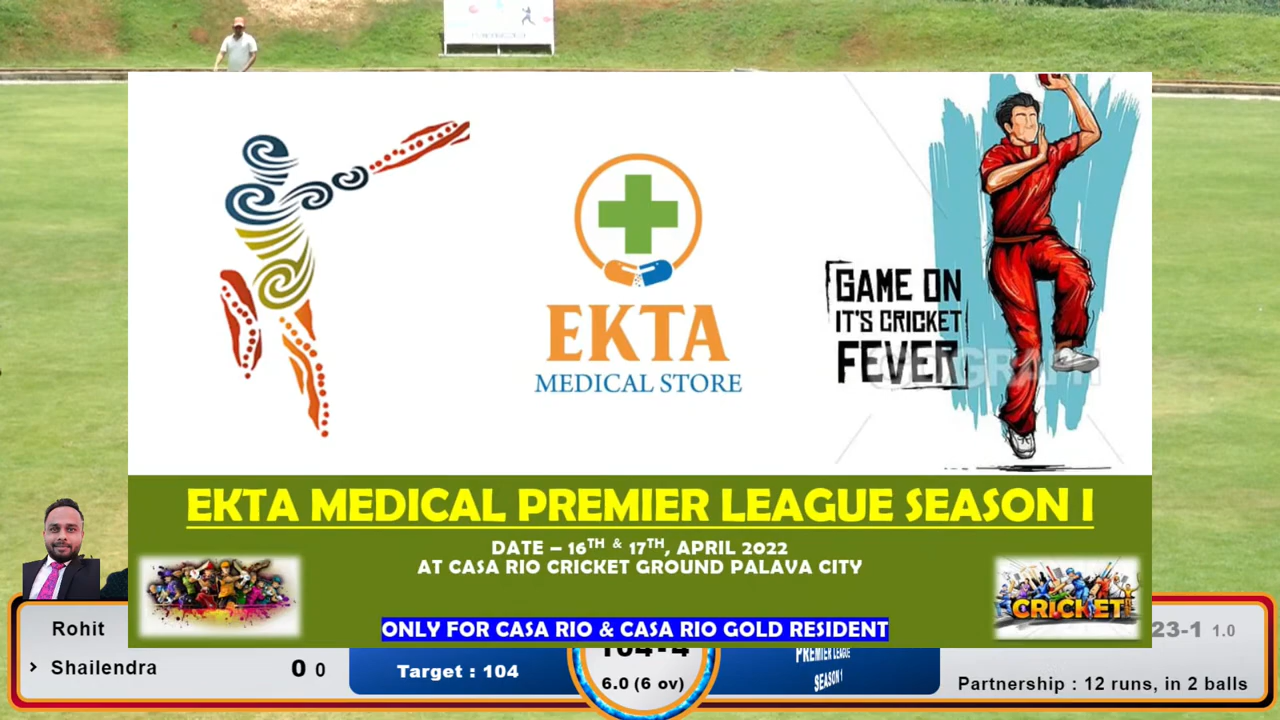 GAME ON
IT'S CRICKET
FEVER
EKTA
MEDICAL STORE
EKTA MEDICAL PREMIER LEAGUE SEASON I
DATE – 16TH & 17TH, APRIL 2022
AT CASA RIO CRICKET GROUND PALAVA CITY
CRICKET
ONLY FOR CASA RIO & CASA RIO GOLD RESIDENT
Rohit
23-1 1.0
› Shailendra 0 0
Target : 104
104-4
6.0 (6 ov)
PREMIER LEAGUE
SEASON 1
Partnership : 12 runs, in 2 balls